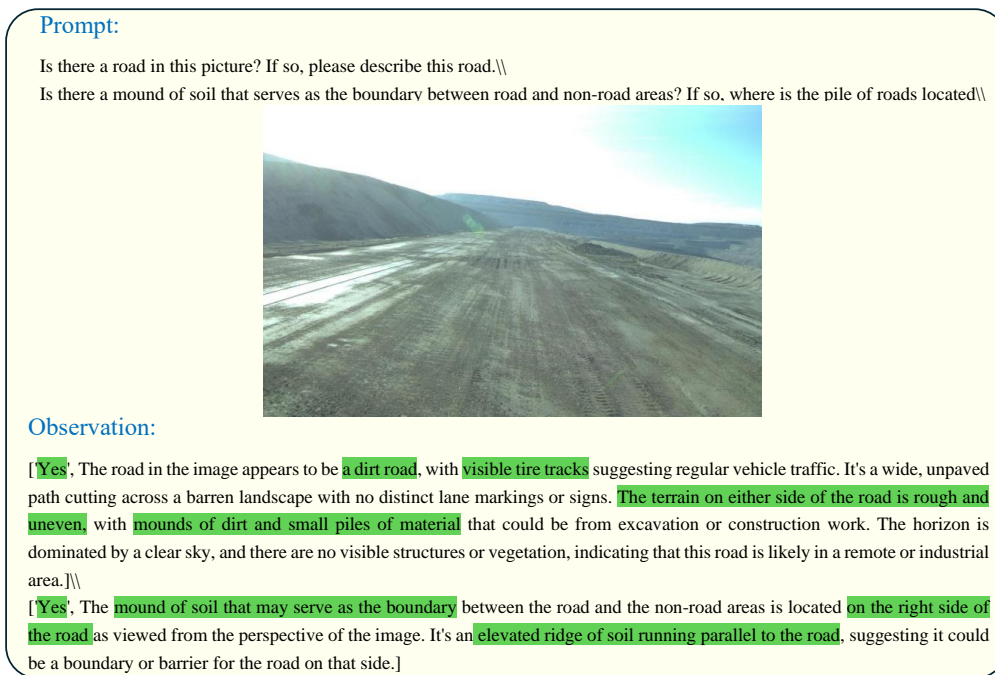 Prompt:
Is there a road in this picture? If so, please describe this road.\\
Is there a mound of soil that serves as the boundary between road and non-road areas? If so, where is the pile of roads located\\
Observation:
['Yes', The road in the image appears to be a dirt road, with visible tire tracks suggesting regular vehicle traffic. It's a wide, unpaved
path cutting across a barren landscape with no distinct lane markings or signs. The terrain on either side of the road is rough and
uneven, with mounds of dirt and small piles of material that could be from excavation or construction work. The horizon is
dominated by a clear sky, and there are no visible structures or vegetation, indicating that this road is likely in a remote or industrial
area.]\\
['Yes', The mound of soil that may serve as the boundary between the road and the non-road areas is located on the right side of
the road as viewed from the perspective of the image. It's an elevated ridge of soil running parallel to the road, suggesting it could
be a boundary or barrier for the road on that side.]